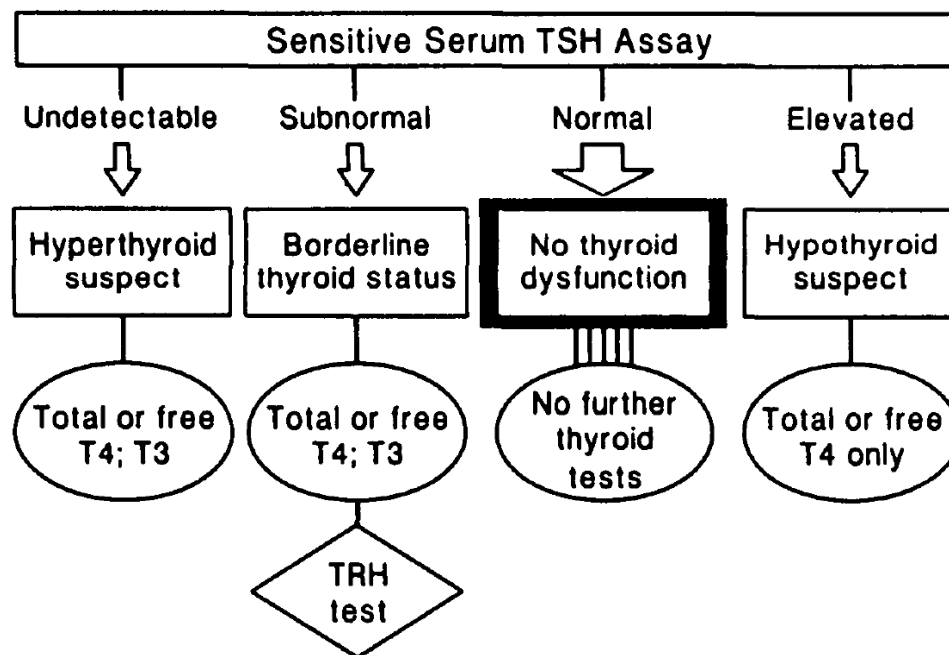 Sensitive Serum TSH Assay
Undetectable
Subnormal
Normal
Elevated
Hyperthyroid
suspect
Borderline
thyroid status
No thyroid
dysfunction
Hypothyroid
suspect
Total or free
T4; T3
Total or free
T4; T3
No further
thyroid
tests
Total or free
T4 only
TRH
test